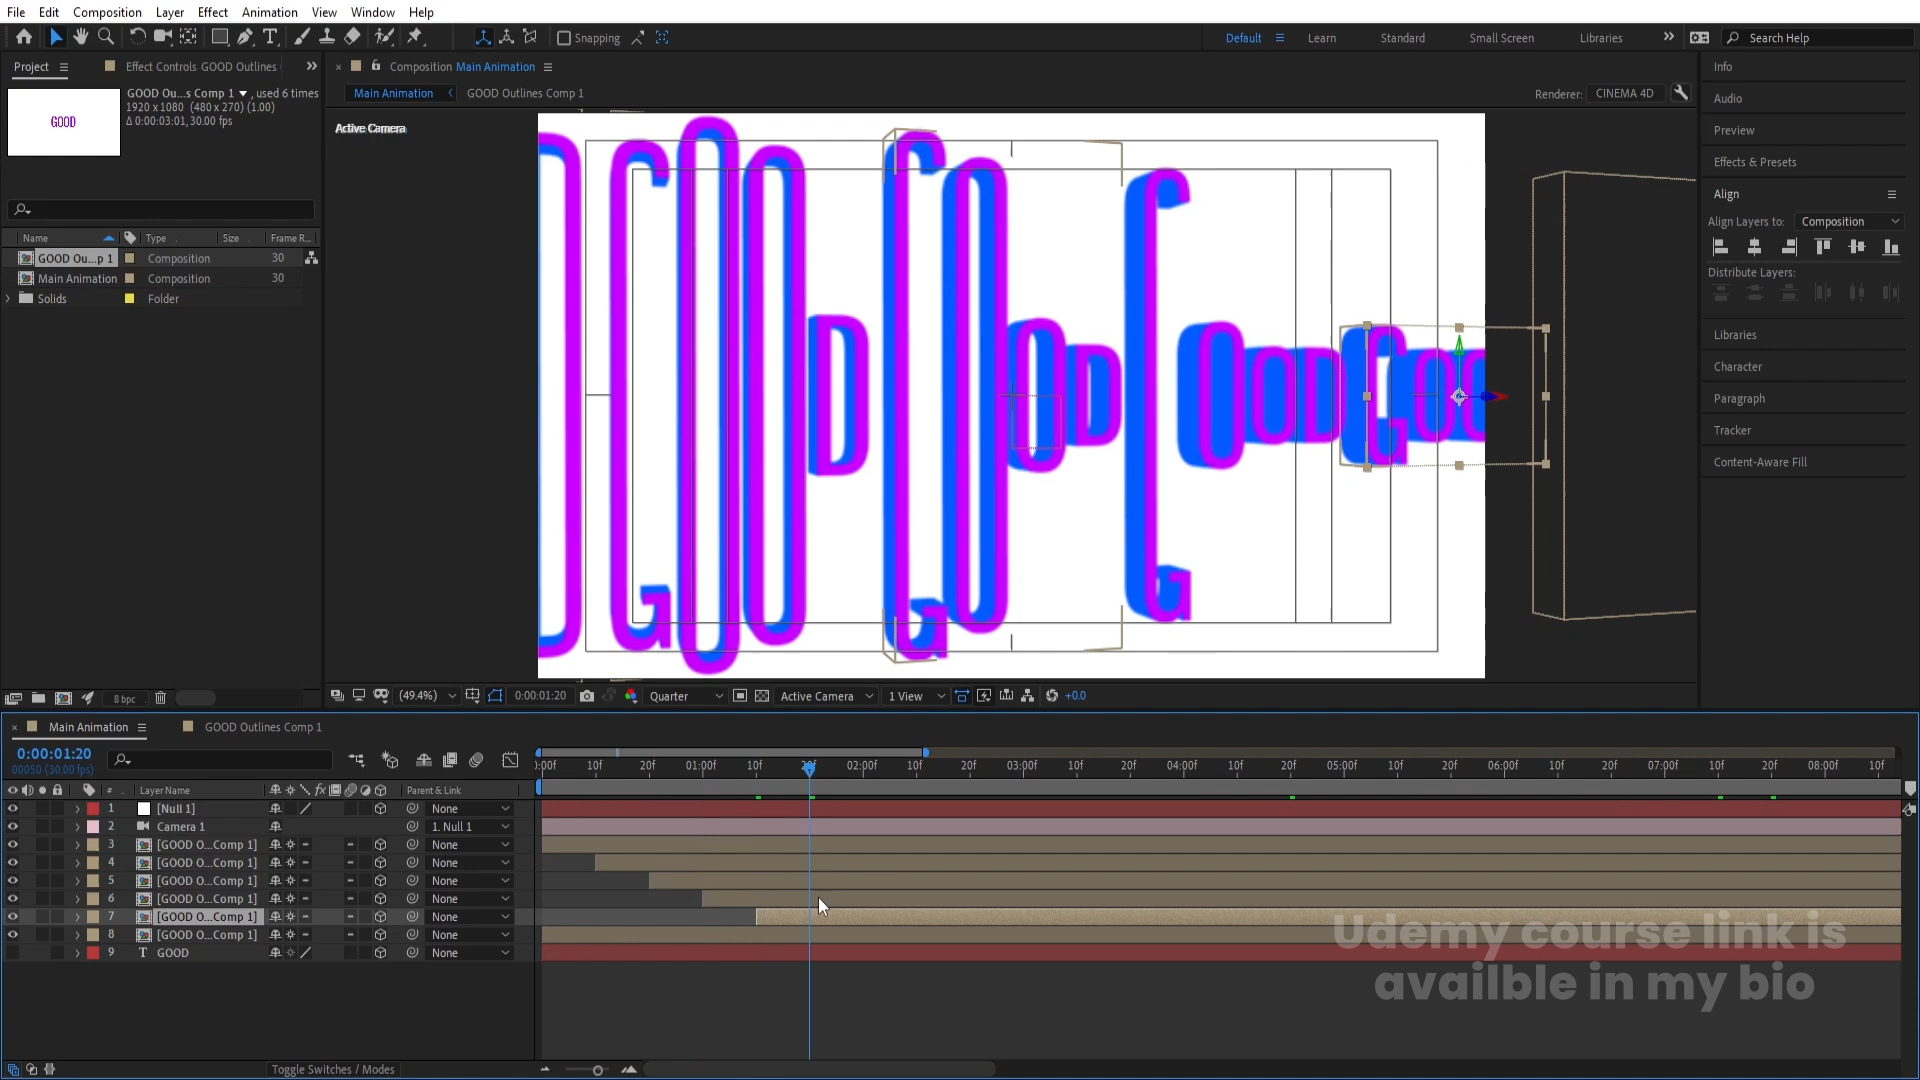 File Edit Composition Layer Effect Animation View Window Help
Snapping
Default Learn Standard Small Screen Libraries Search Help
Project Effect Controls GOOD Outlines
Composition Main Animation
Main Animation GOOD Outlines Comp 1
Renderer: CINEMA 4D
GOOD Ou...s Comp 1 , used 6 times
1920 x 1080 (480 x 270) (1.00)
Δ 0:00:03:01, 30.00 fps
GOOD
Active Camera
Name Type Size Frame R...
GOOD Ou...p 1 Composition 30
Main Animation Composition 30
Solids Folder
8 bpc
D GOOD GOOD GOOD GOO
(49.4%) 0:00:01:20 Quarter Active Camera 1 View +0.0
Info
Audio
Preview
Effects & Presets
Align
Align Layers to: Composition
Distribute Layers:
Libraries
Character
Paragraph
Tracker
Content-Aware Fill
Main Animation GOOD Outlines Comp 1
0:00:01:20
00050 (30.00 fps)
:00f 10f 20f 01:00f 10f 20f 02:00f 10f 20f 03:00f 10f 20f 04:00f 10f 20f 05:00f 10f 20f 06:00f 10f 20f 07:00f 10f 20f 08:00f 10f
# Layer Name fx Parent & Link
1 [Null 1] None
2 Camera 1 1. Null 1
3 [GOOD O...Comp 1] None
4 [GOOD O...Comp 1] None
5 [GOOD O...Comp 1] None
6 [GOOD O...Comp 1] None
7 [GOOD O...Comp 1] None
8 [GOOD O...Comp 1] None
9 T GOOD None
Udemy course link is
availble in my bio
Toggle Switches / Modes